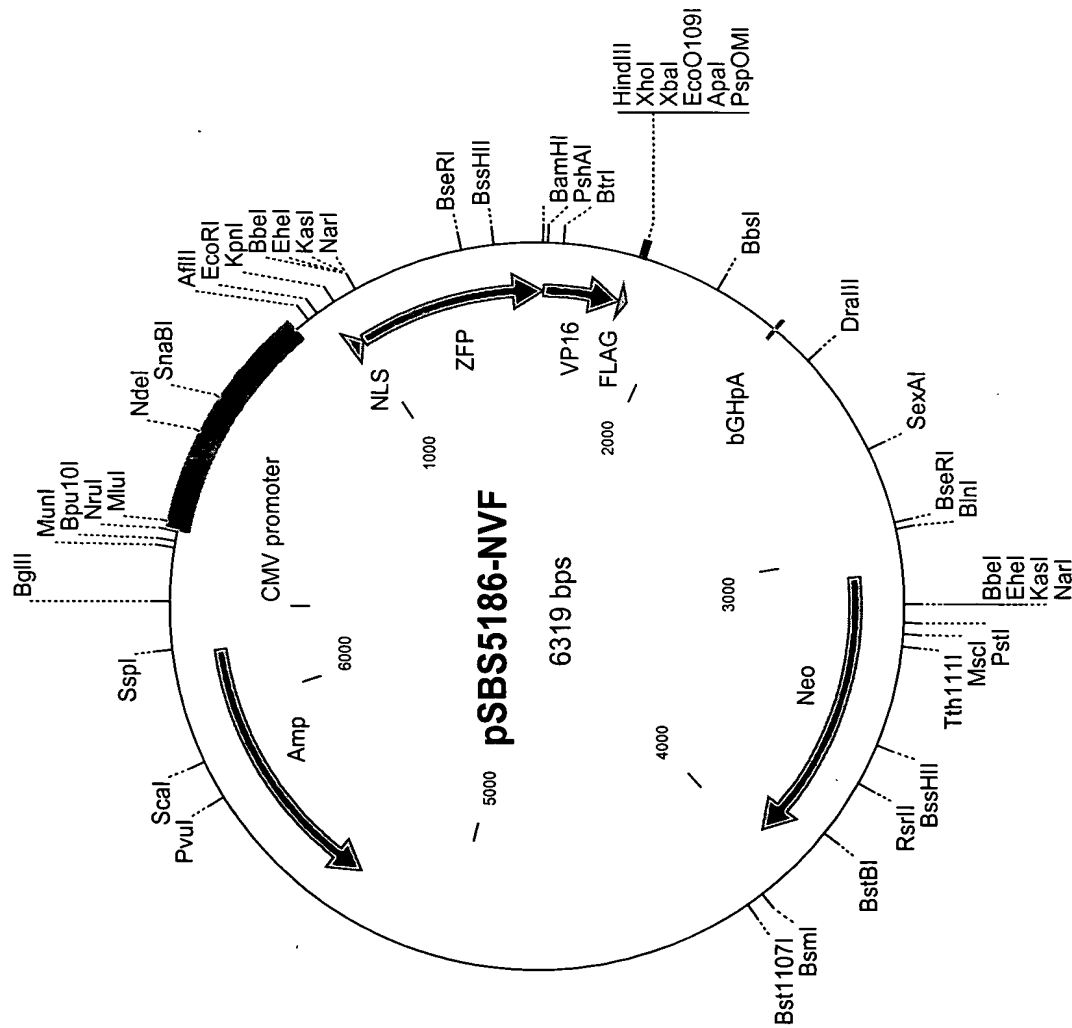 pSBS5186-NVF
6319 bps
BglII
MunI
Bpu10I
NruI
MluI
NdeI
SnaBI
AflII
EcoRI
KpnI
BbeI
EheI
KasI
NarI
BseRI
BssHII
BamHI
PshAI
BtrI
HindIII
XhoI
XbaI
EcoO109I
ApaI
PspOMI
BbsI
DraIII
SexAI
BseRI
BlnI
BbeI
EheI
KasI
NarI
PstI
MscI
Tth111I
BssHII
RsrII
BstBI
BsmI
Bst1107I
PvuI
ScaI
SspI
CMV promoter
NLS
ZFP
VP16
FLAG
bGHpA
Neo
Amp
1000
2000
3000
4000
5000
6000